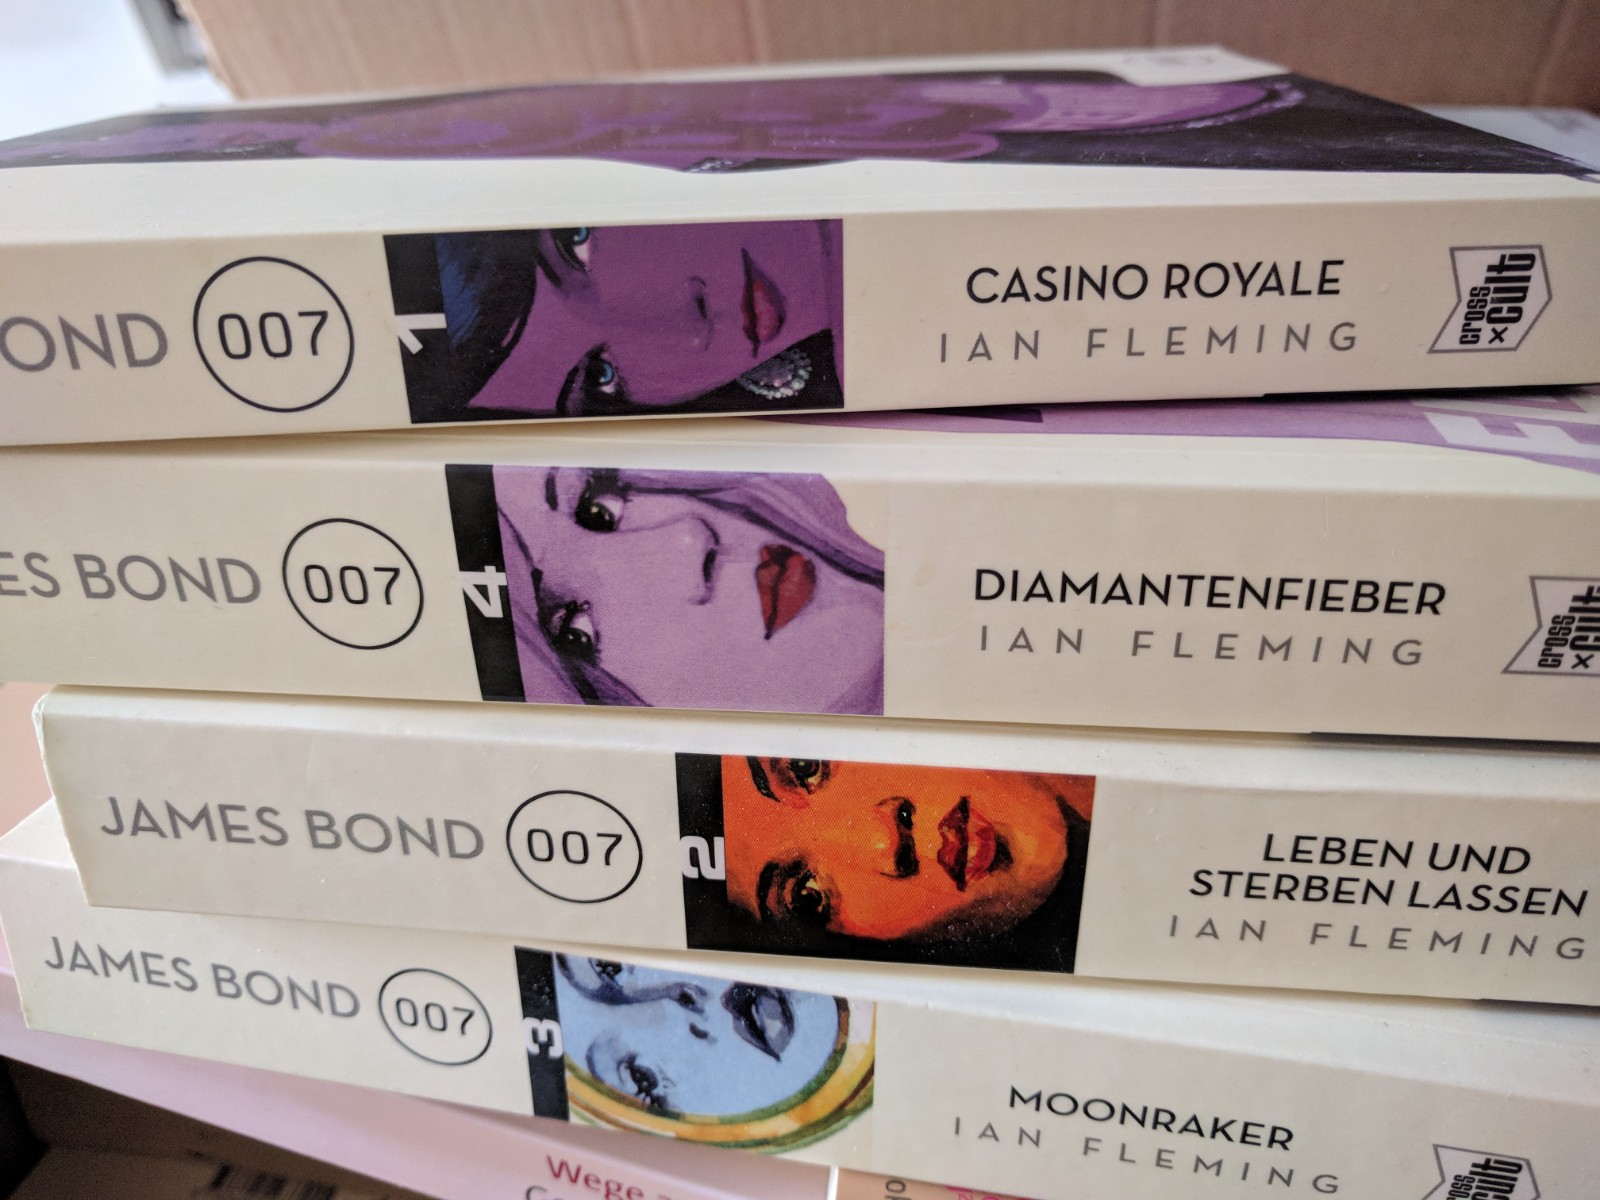 OND 007
1
CASINO ROYALE
IAN FLEMING
cross
cult
ES BOND 007
4
DIAMANTENFIEBER
IAN FLEMING
cross
cult
JAMES BOND 007
2
LEBEN UND
STERBEN LASSEN
IAN FLEMING
JAMES BOND 007
3
MOONRAKER
IAN FLEMING
cross
cult
Wege